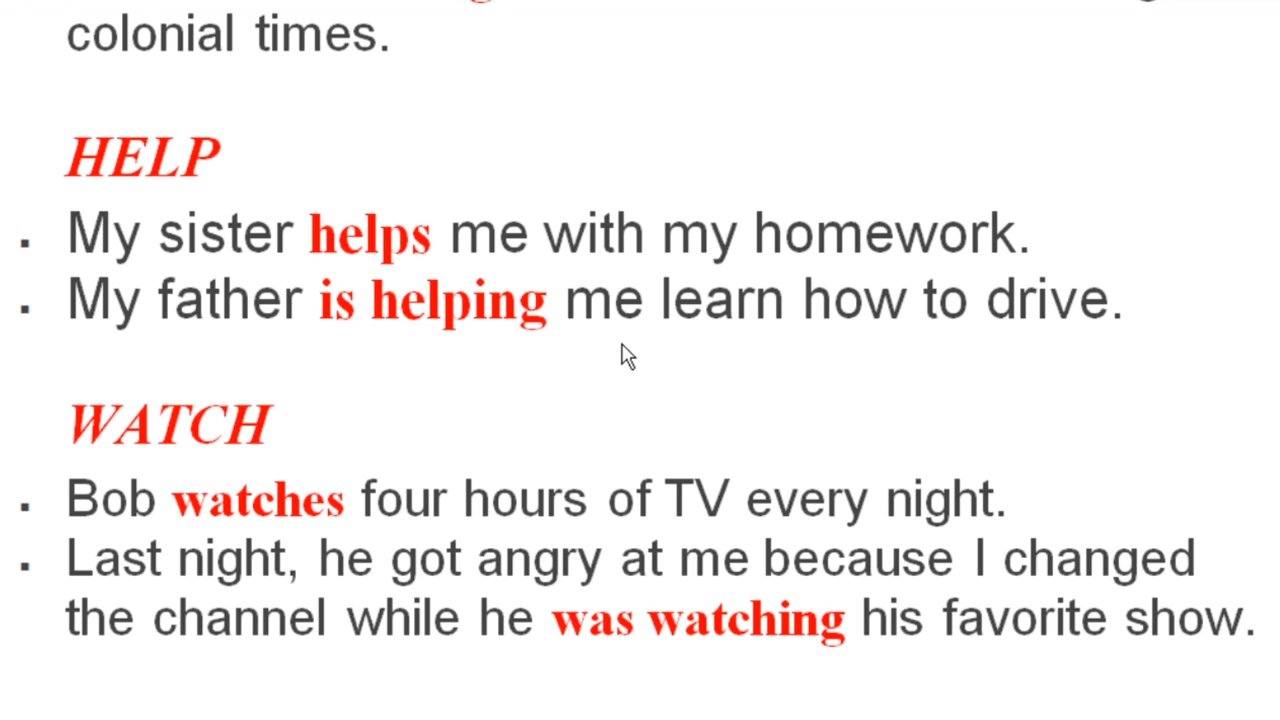 colonial times.
HELP
▪ My sister helps me with my homework.
▪ My father is helping me learn how to drive.
WATCH
▪ Bob watches four hours of TV every night.
▪ Last night, he got angry at me because I changed
the channel while he was watching his favorite show.